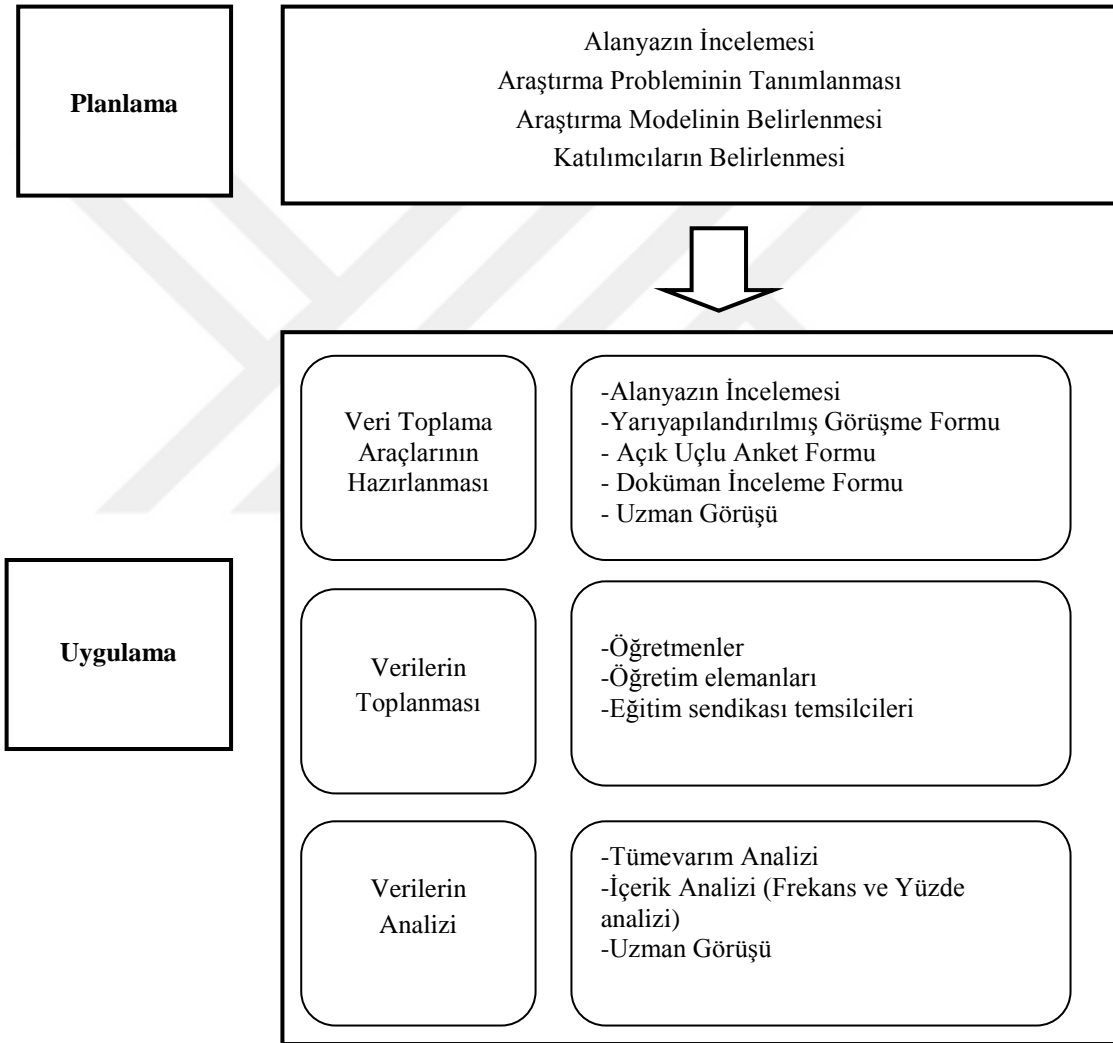 Planlama
Alanyazın İncelemesi
Araştırma Probleminin Tanımlanması
Araştırma Modelinin Belirlenmesi
Katılımcıların Belirlenmesi
Uygulama
Veri Toplama
Araçlarının
Hazırlanması
-Alanyazın İncelemesi
-Yarıyapılandırılmış Görüşme Formu
- Açık Uçlu Anket Formu
- Doküman İnceleme Formu
- Uzman Görüşü
Verilerin
Toplanması
-Öğretmenler
-Öğretim elemanları
-Eğitim sendikası temsilcileri
Verilerin
Analizi
-Tümevarım Analizi
-İçerik Analizi (Frekans ve Yüzde
analizi)
-Uzman Görüşü